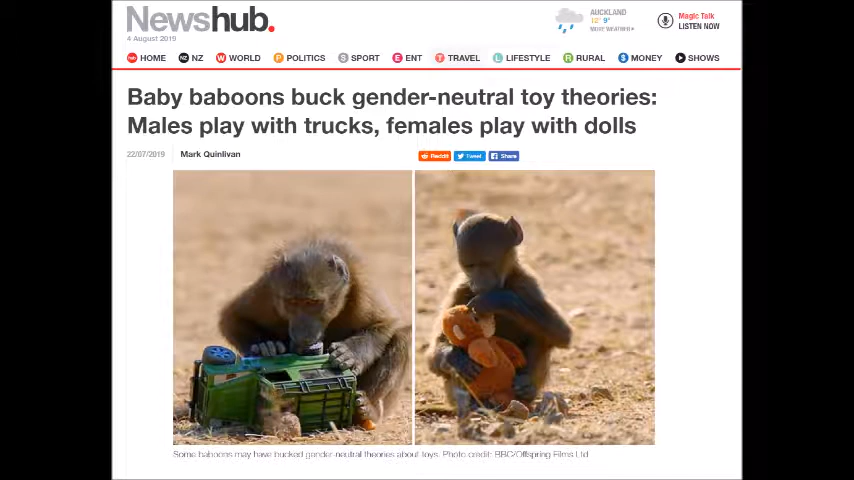 Newshub.
4 August 2019
AUCKLAND
12° 9°
MORE WEATHER
Magic Talk
LISTEN NOW
hub HOME NZ NZ W WORLD P POLITICS S SPORT E ENT T TRAVEL L LIFESTYLE R RURAL $ MONEY SHOWS
Baby baboons buck gender-neutral toy theories:
Males play with trucks, females play with dolls
22/07/2019 Mark Quinlivan
Reddit Tweet Share
Some baboons may have bucked gender-neutral theories about toys. Photo credit: BBC/Offspring Films Ltd